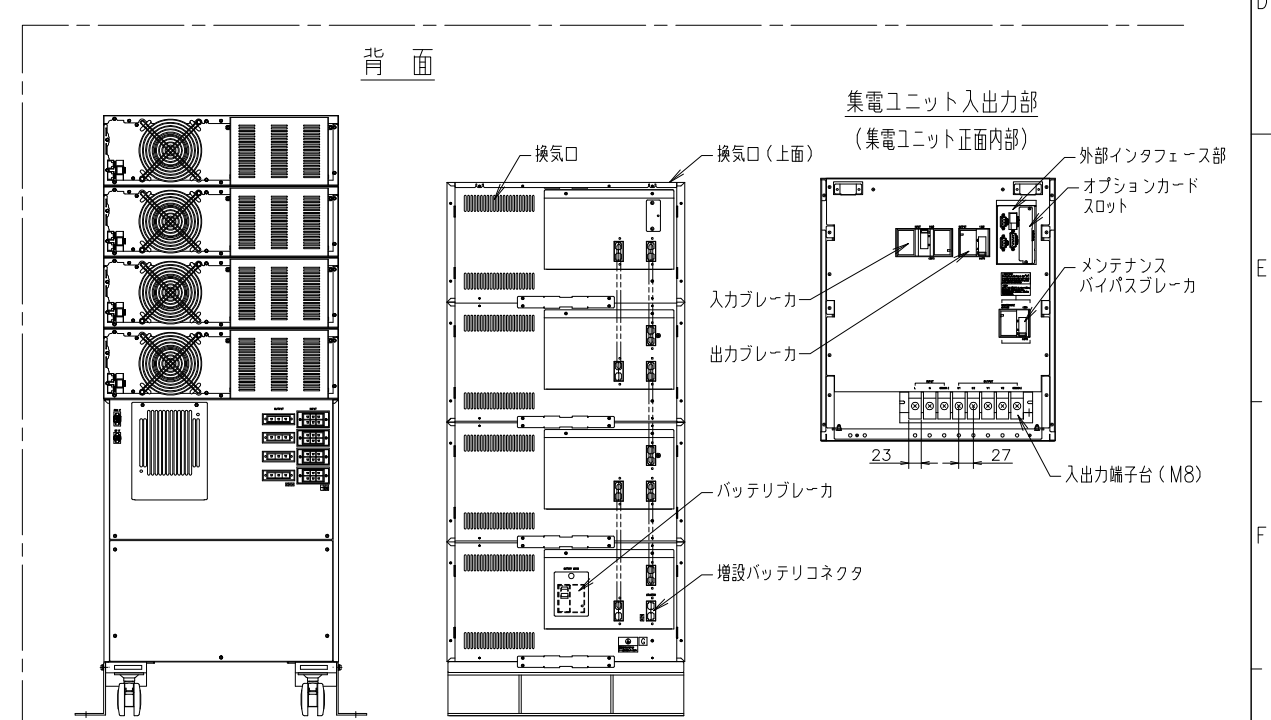 D
背 面
集電ユニット入出力部
(集電ユニット正面内部)
換気口
換気口(上面)
外部インタフェース部
オプションカード
スロット
E
メンテナンス
バイパスブレーカ
入力ブレーカ
出力ブレーカ
23
27
入出力端子台(M8)
バッテリブレーカ
F
増設バッテリコネクタ